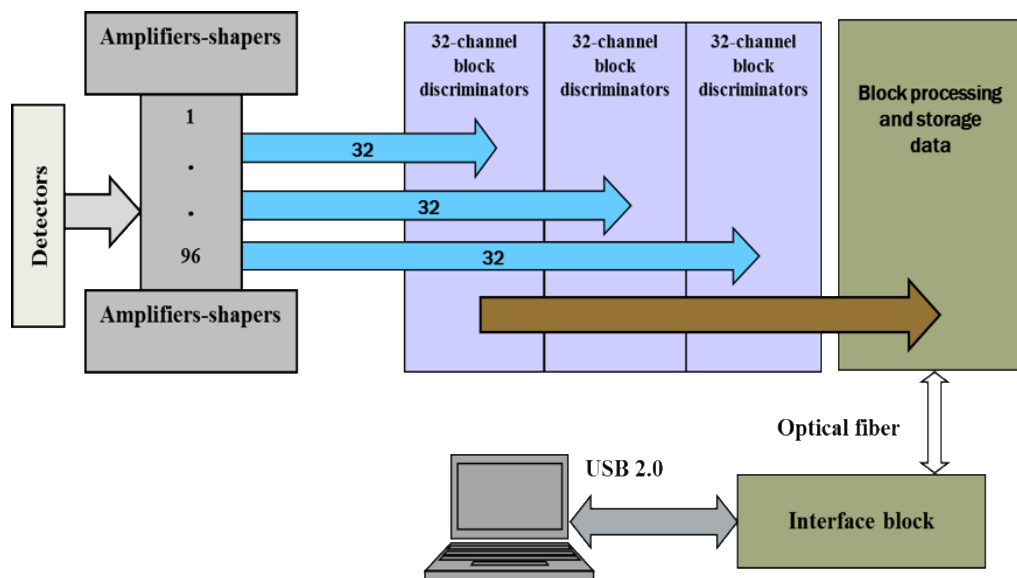 Detectors
Amplifiers-shapers
1
.
.
96
Amplifiers-shapers
32
32
32
32-channel
block
discriminators
32-channel
block
discriminators
32-channel
block
discriminators
Block processing
and storage
data
Optical fiber
USB 2.0
Interface block